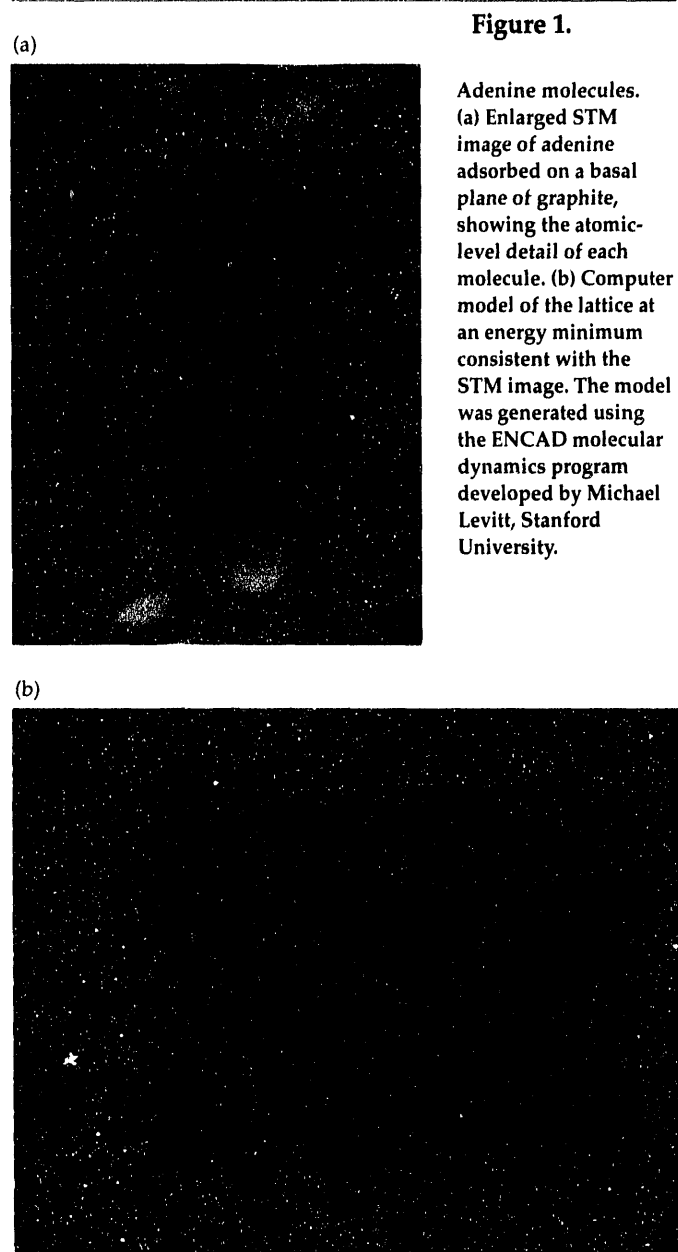 Figure 1.
(a)
Adenine molecules.
(a) Enlarged STM
image of adenine
adsorbed on a basal
plane of graphite,
showing the atomic-
level detail of each
molecule. (b) Computer
model of the lattice at
an energy minimum
consistent with the
STM image. The model
was generated using
the ENCAD molecular
dynamics program
developed by Michael
Levitt, Stanford
University.
(b)